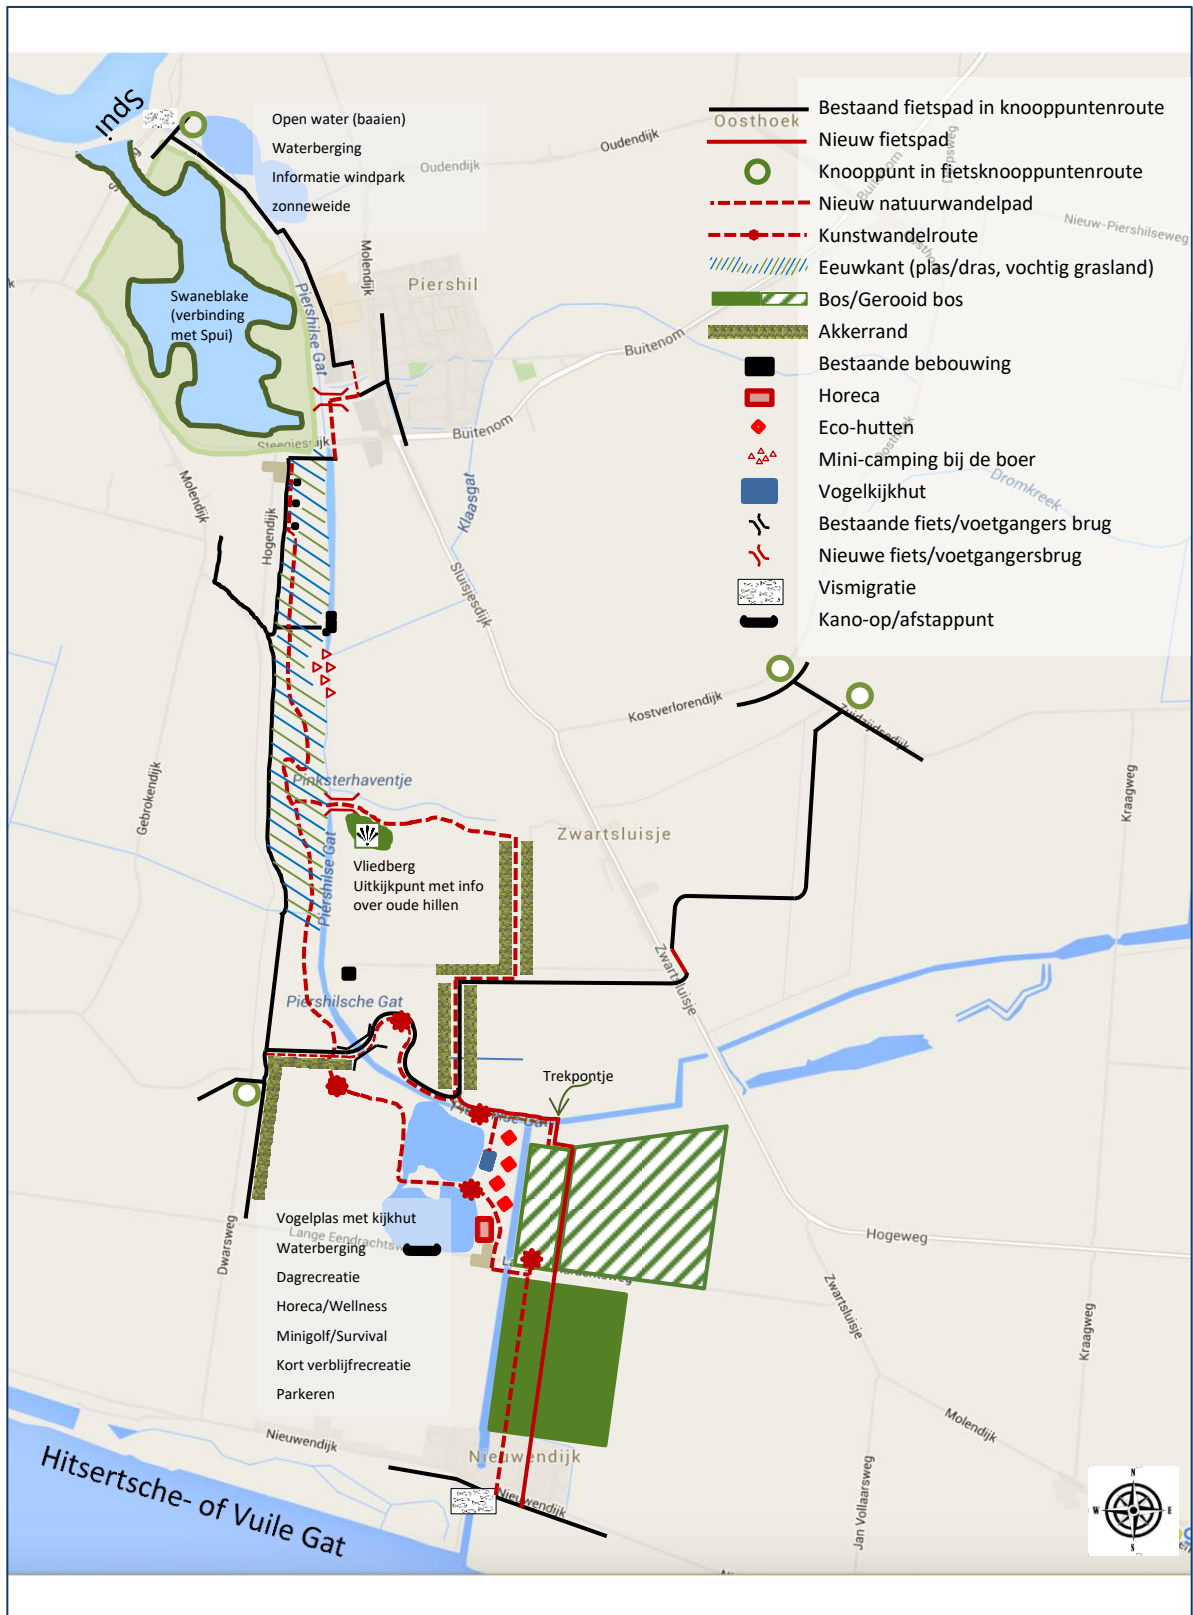 Spui
Open water (baaien)
Waterberging
Informatie windpark
zonneweide
Bestaand fietspad in knooppuntenroute
Nieuw fietspad
Knooppunt in fietsknooppuntenroute
Nieuw natuurwandelpad
Kunstwandelroute
Eeuwkant (plas/dras, vochtig grasland)
Bos/Gerooid bos
Akkerrand
Bestaande bebouwing
Horeca
Eco-hutten
Mini-camping bij de boer
Vogelkijkhut
Bestaande fiets/voetgangers brug
Nieuwe fiets/voetgangersbrug
Vismigratie
Kano-op/afstappunt
Oosthoek
Oudendijk
Oudendijk
Nieuw-Piershilseweg
Molendijk
Piershil
Piershilse Gat
Swaneblake
(verbinding
met Spui)
Buitenom
Buitenom
Steenjesdijk
Oosthoek
Dromkreek
Molendijk
Hogendijk
Klaasgat
Sluisjesdijk
Kostverlorendijk
Zuidzijdsedijk
Gebrokendijk
Pinksterhaventje
Kraagweg
Zwartsluisje
Piershilse Gat
Vliedberg
Uitkijkpunt met info
over oude hillen
Zwartsluisje
Piershilsche Gat
Trekpontje
Vogelplas met kijkhut
Waterberging
Dagrecreatie
Horeca/Wellness
Minigolf/Survival
Kort verblijfrecreatie
Parkeren
Dwarsweg
Hogeweg
Zwartsluisje
Kraagweg
Molendijk
Jan Vollaarsweg
Nieuwendijk
Nieuwendijk
Nieuwendijk
Hitsertsche- of Vuile Gat
N
W
E
S